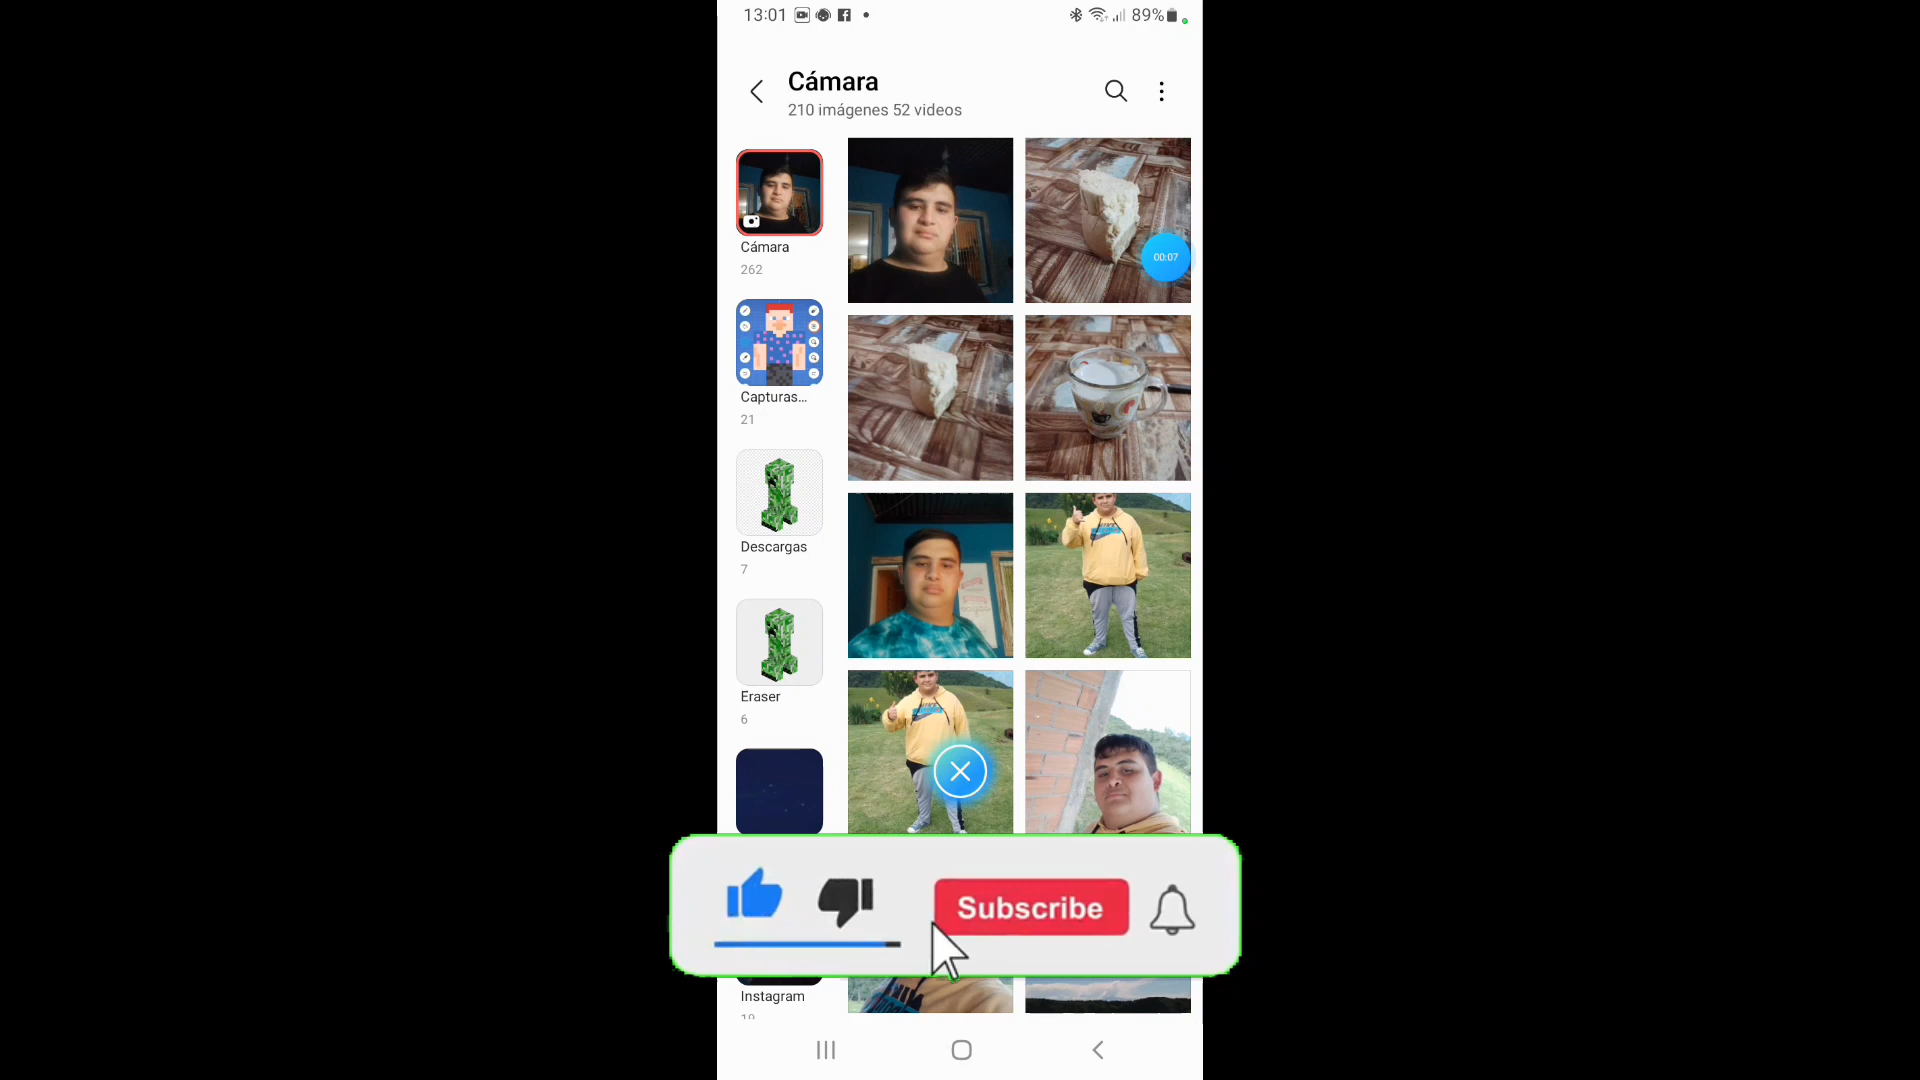 13:01
89%
Cámara
210 imágenes 52 videos
Cámara
262
00:07
Capturas...
21
Descargas
7
Eraser
6
Subscribe
Instagram
19